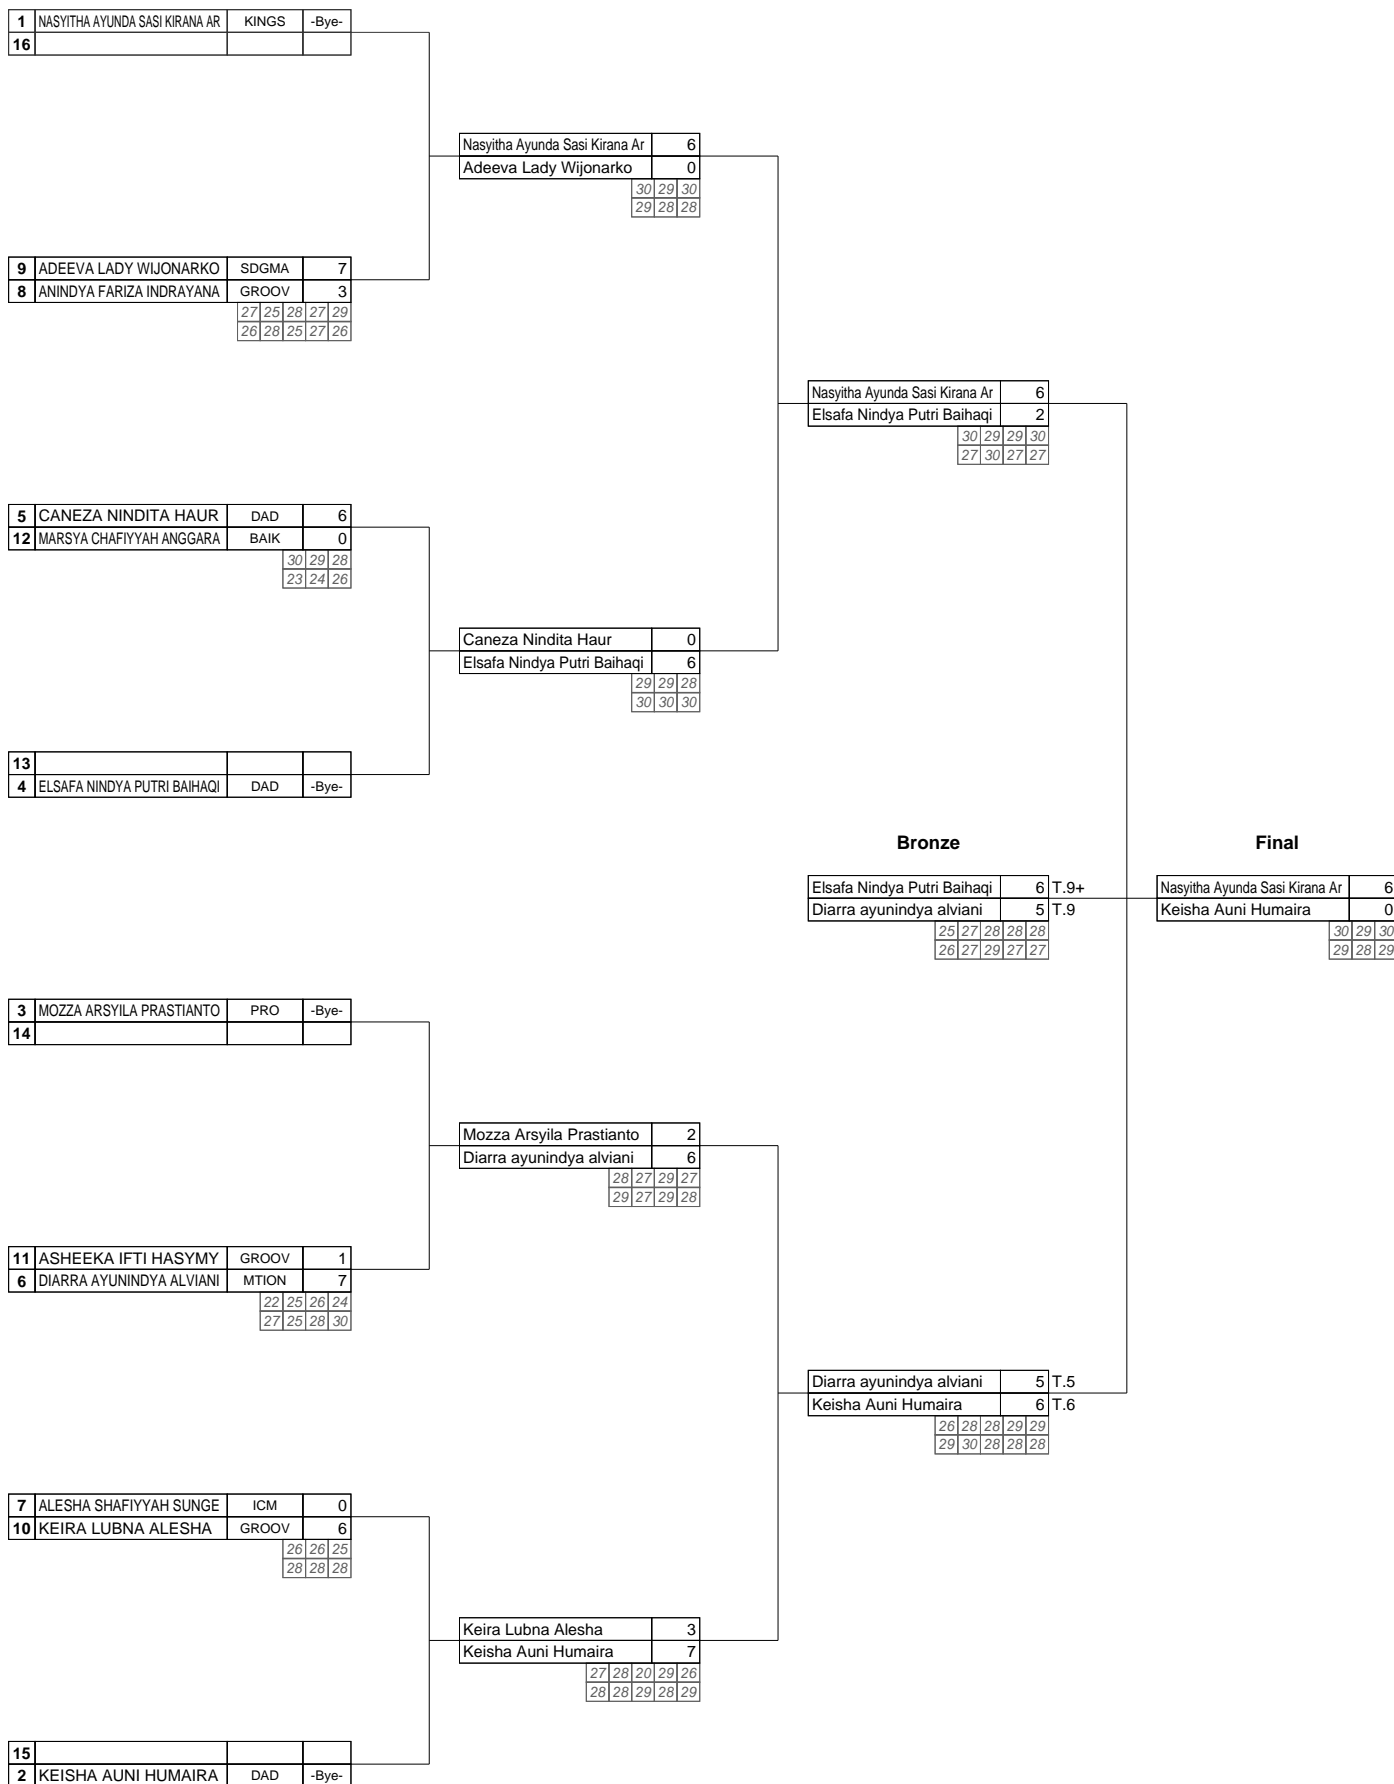 1 NASYITHA AYUNDA SASI KIRANA AR KINGS -Bye-
16
Nasyitha Ayunda Sasi Kirana Ar 6
Adeeva Lady Wijonarko 0
30 29 30
29 28 28
9 ADEEVA LADY WIJONARKO SDGMA 7
8 ANINDYA FARIZA INDRAYANA GROOV 3
27 25 28 27 29
26 28 25 27 26
Nasyitha Ayunda Sasi Kirana Ar 6
Elsafa Nindya Putri Baihaqi 2
30 29 29 30
27 30 27 27
5 CANEZA NINDITA HAUR DAD 6
12 MARSYA CHAFIYYAH ANGGARA BAIK 0
30 29 28
23 24 26
Caneza Nindita Haur 0
Elsafa Nindya Putri Baihaqi 6
29 29 28
30 30 30
13
4 ELSAFA NINDYA PUTRI BAIHAQI DAD -Bye-
Bronze Final
Elsafa Nindya Putri Baihaqi 6 T.9+ Nasyitha Ayunda Sasi Kirana Ar 6
Diarra ayunindya alviani 5 T.9 Keisha Auni Humaira 0
25 27 28 28 28 30 29 30
26 27 29 27 27 29 28 29
3 MOZZA ARSYILA PRASTIANTO PRO -Bye-
14
Mozza Arsyila Prastianto 2
Diarra ayunindya alviani 6
28 27 29 27
29 27 29 28
11 ASHEEKA IFTI HASYMY GROOV 1
6 DIARRA AYUNINDYA ALVIANI MTION 7
22 25 26 24
27 25 28 30
Diarra ayunindya alviani 5 T.5
Keisha Auni Humaira 6 T.6
26 28 28 29 29
29 30 28 28 28
7 ALESHA SHAFIYYAH SUNGE ICM 0
10 KEIRA LUBNA ALESHA GROOV 6
26 26 25
28 28 28
Keira Lubna Alesha 3
Keisha Auni Humaira 7
27 28 20 29 26
28 28 29 28 29
15
2 KEISHA AUNI HUMAIRA DAD -Bye-